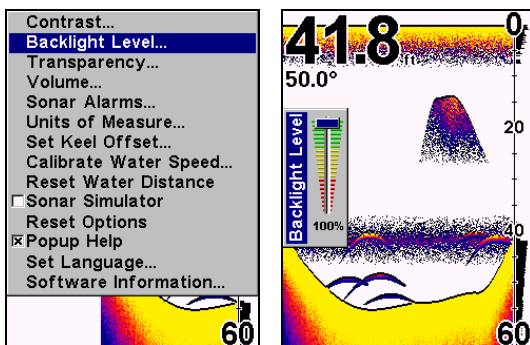 Contrast...
Backlight Level...
Transparency...
Volume...
Sonar Alarms...
Units of Measure...
Set Keel Offset...
Calibrate Water Speed...
Reset Water Distance
Sonar Simulator
Reset Options
Popup Help
Set Language...
Software Information...
60
41.8 ft
0
50.0°
Backlight Level
100%
20
40
60